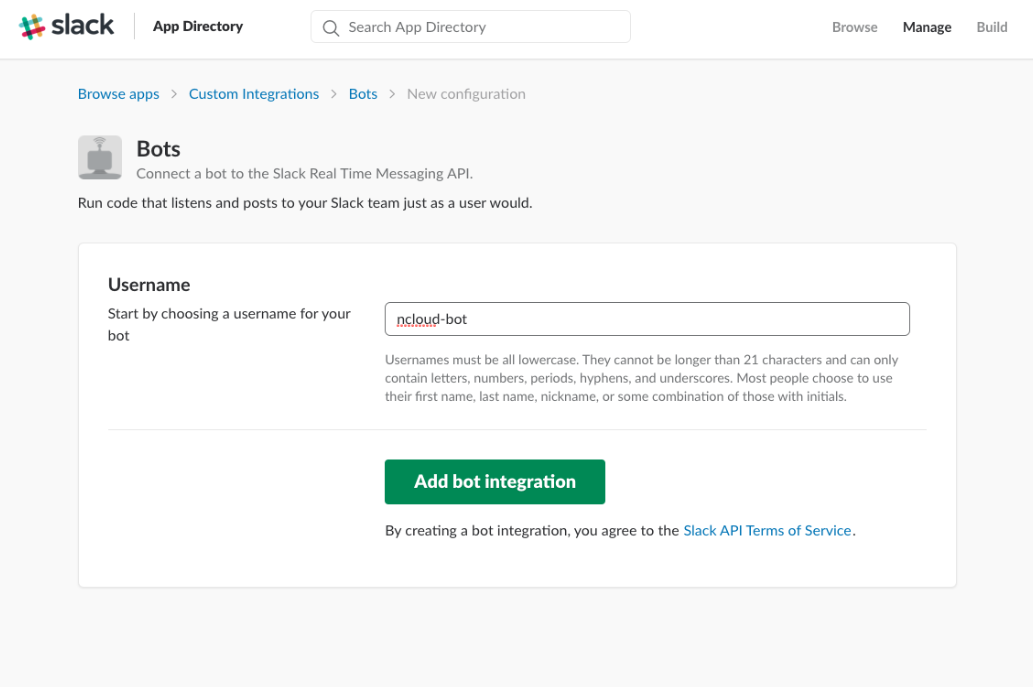 slack App Directory Search App Directory Browse Manage Build
Browse apps > Custom Integrations > Bots > New configuration
Bots
Connect a bot to the Slack Real Time Messaging API.
Run code that listens and posts to your Slack team just as a user would.
Username
Start by choosing a username for your
bot
ncloud-bot
Usernames must be all lowercase. They cannot be longer than 21 characters and can only
contain letters, numbers, periods, hyphens, and underscores. Most people choose to use
their first name, last name, nickname, or some combination of those with initials.
Add bot integration
By creating a bot integration, you agree to the Slack API Terms of Service.